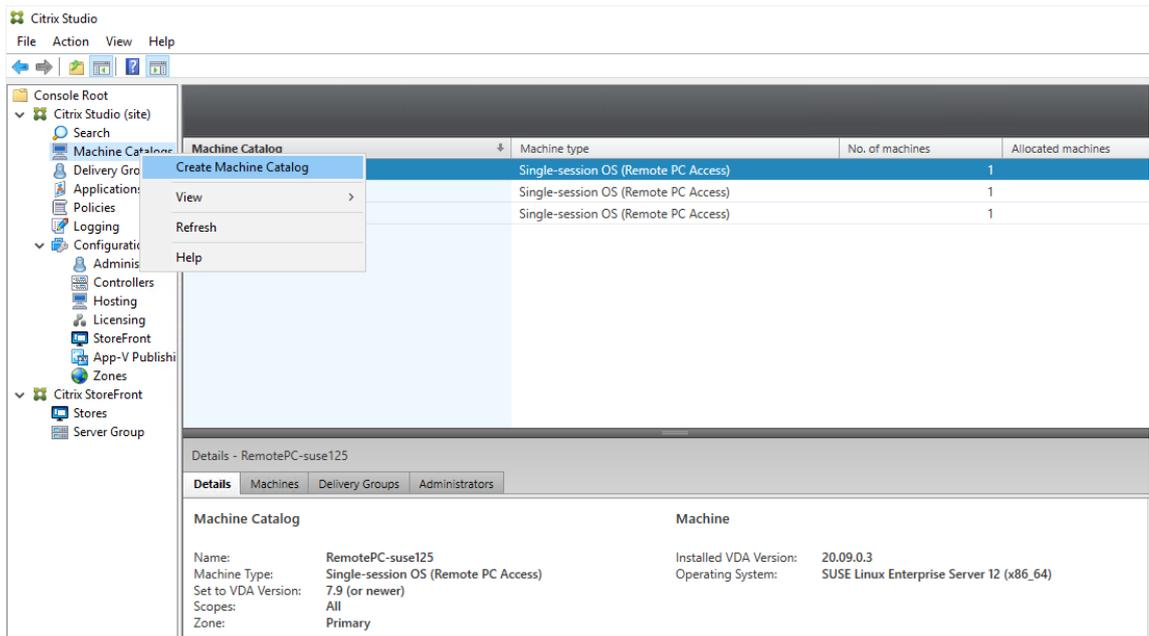 Citrix Studio
File Action View Help
Console Root
Citrix Studio (site)
Search
Machine Catalogs
Delivery Gro
Applications
Policies
Logging
Configuratio
Adminis
Controllers
Hosting
Licensing
StoreFront
App-V Publishi
Zones
Citrix StoreFront
Stores
Server Group
Create Machine Catalog
View
Refresh
Help
Machine Catalog Machine type No. of machines Allocated machines
Single-session OS (Remote PC Access) 1
Single-session OS (Remote PC Access) 1
Single-session OS (Remote PC Access) 1
Details - RemotePC-suse125
Details Machines Delivery Groups Administrators
Machine Catalog
Name: RemotePC-suse125
Machine Type: Single-session OS (Remote PC Access)
Set to VDA Version: 7.9 (or newer)
Scopes: All
Zone: Primary
Machine
Installed VDA Version: 20.09.0.3
Operating System: SUSE Linux Enterprise Server 12 (x86_64)